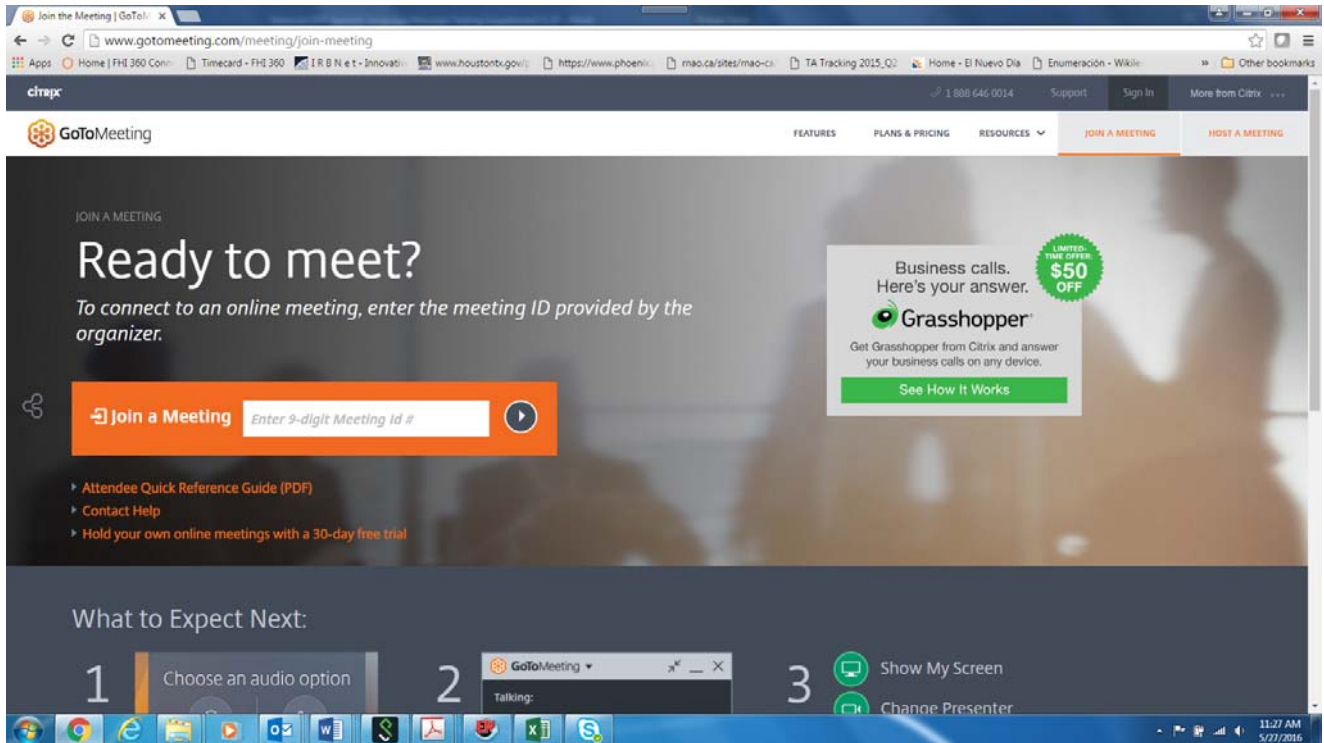 Join the Meeting | GoToM
www.gotomeeting.com/meeting/join-meeting
Apps Home | FHI 360 Conn Timecard - FHI 360 I R B N e t - Innovativ www.houstontx.gov/ https://www.phoenix mao.ca/sites/mao-ca TA Tracking 2015_Q2 Home - El Nuevo Día Enumeración - Wikile » Other bookmarks
CITRIX 1 888 646 0014 Support Sign In More from Citrix
GoToMeeting FEATURES PLANS & PRICING RESOURCES JOIN A MEETING HOST A MEETING
JOIN A MEETING
Ready to meet?
To connect to an online meeting, enter the meeting ID provided by the
organizer.
Join a Meeting Enter 9-digit Meeting Id #
Attendee Quick Reference Guide (PDF)
Contact Help
Hold your own online meetings with a 30-day free trial
LIMITED-
TIME OFFER:
$50
OFF
Business calls.
Here's your answer.
Grasshopper
Get Grasshopper from Citrix and answer
your business calls on any device.
See How It Works
What to Expect Next:
1 Choose an audio option
2 GoToMeeting
Talking:
3 Show My Screen
Change Presenter
11:27 AM
5/27/2016